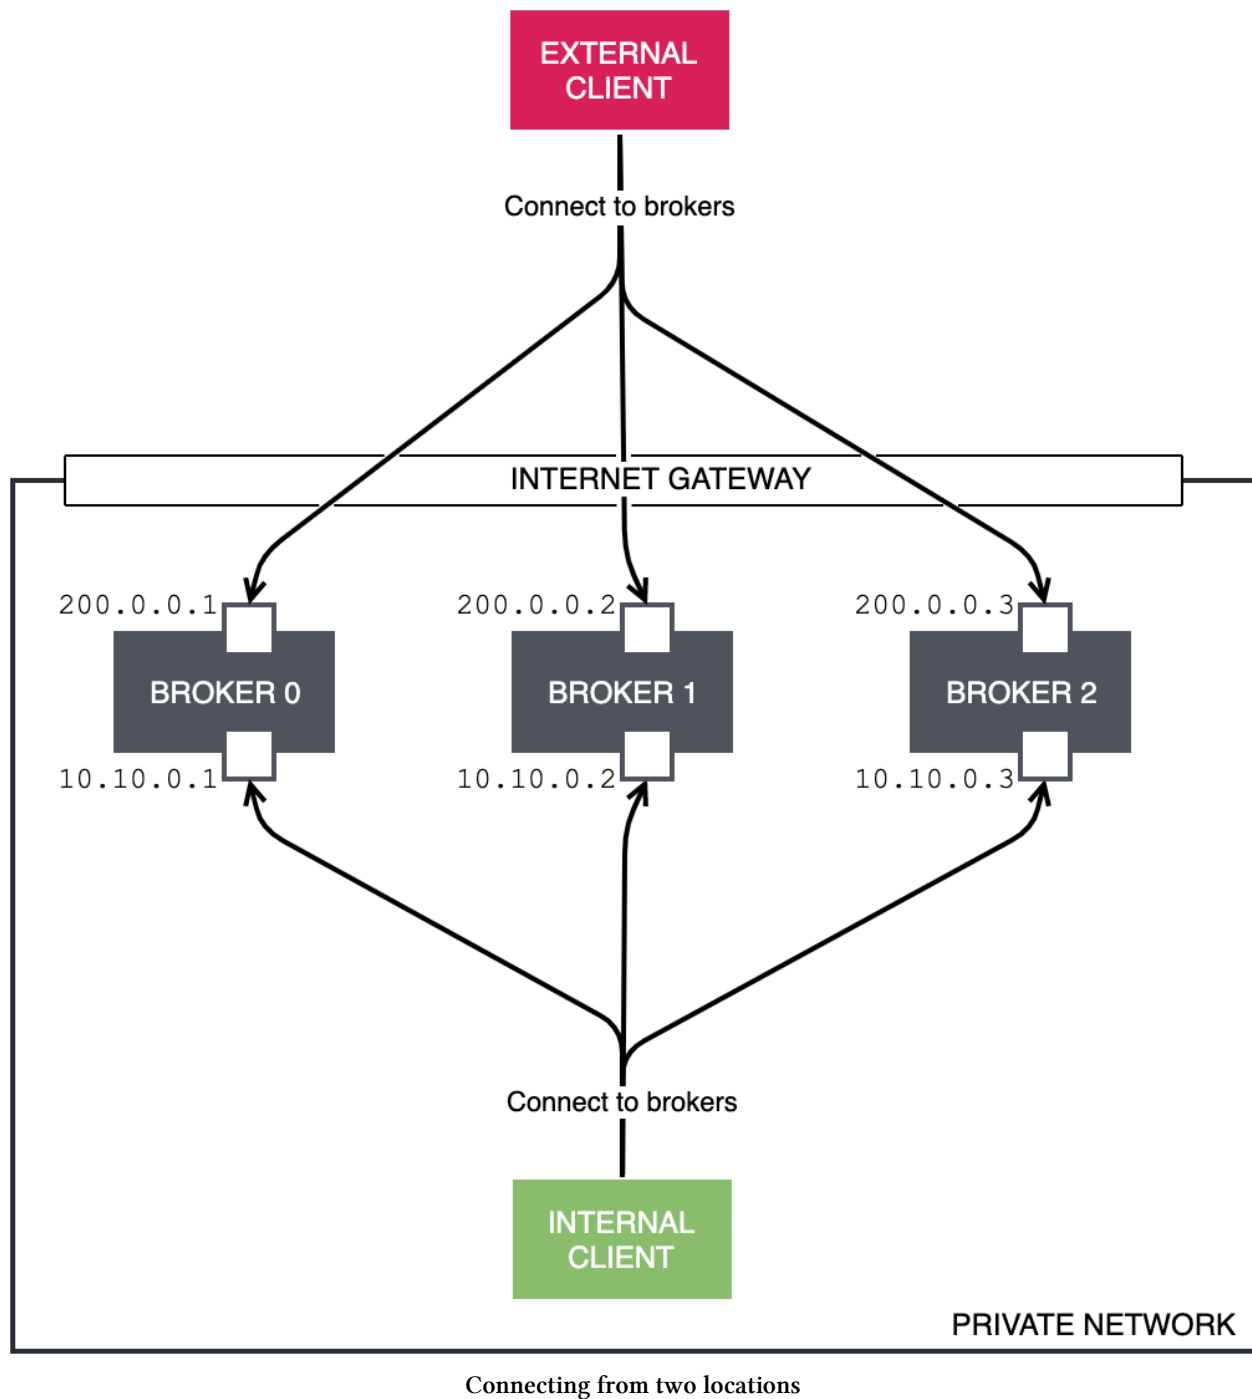 EXTERNAL
CLIENT
Connect to brokers
INTERNET GATEWAY
200.0.0.1
200.0.0.2
200.0.0.3
BROKER 0
BROKER 1
BROKER 2
10.10.0.1
10.10.0.2
10.10.0.3
Connect to brokers
INTERNAL
CLIENT
PRIVATE NETWORK
Connecting from two locations